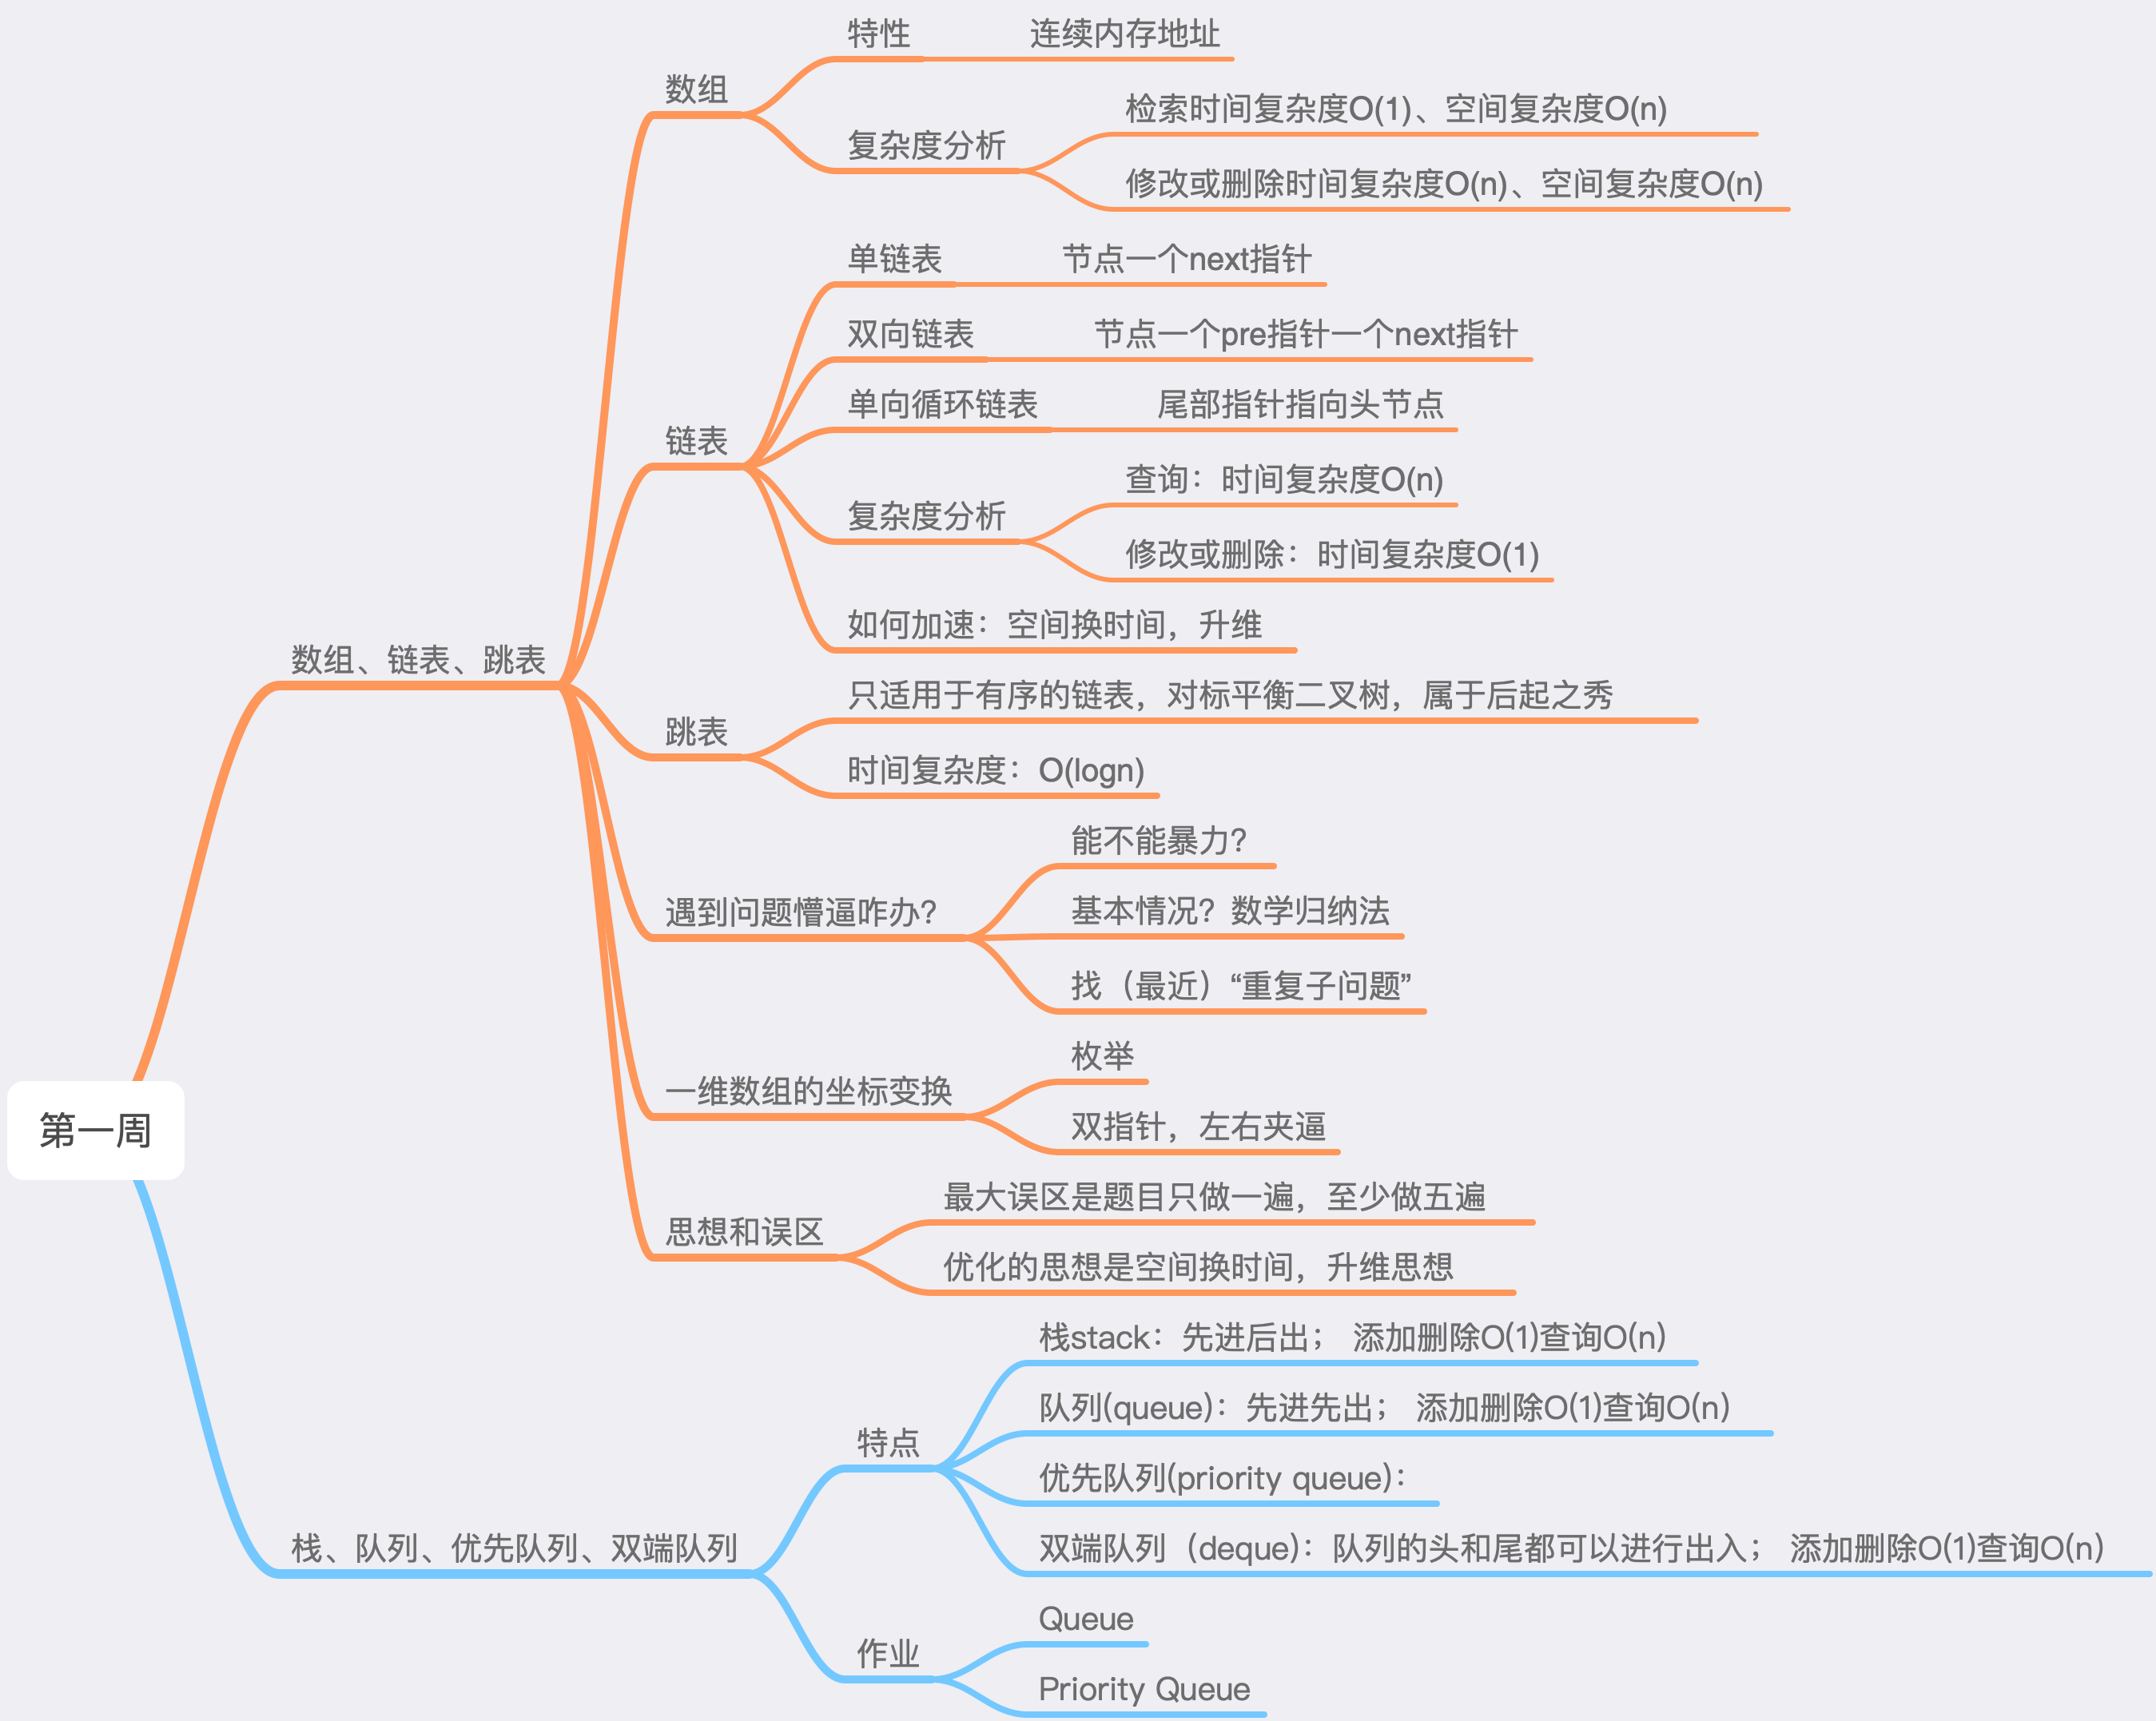 第一周
数组、链表、跳表
数组
特性
连续内存地址
复杂度分析
检索时间复杂度O(1)、空间复杂度O(n)
修改或删除时间复杂度O(n)、空间复杂度O(n)
链表
单链表
节点一个next指针
双向链表
节点一个pre指针一个next指针
单向循环链表
尾部指针指向头节点
复杂度分析
查询：时间复杂度O(n)
修改或删除：时间复杂度O(1)
如何加速：空间换时间，升维
跳表
只适用于有序的链表，对标平衡二叉树，属于后起之秀
时间复杂度：O(logn)
遇到问题懵逼咋办？
能不能暴力？
基本情况？数学归纳法
找（最近）“重复子问题”
一维数组的坐标变换
枚举
双指针，左右夹逼
思想和误区
最大误区是题目只做一遍，至少做五遍
优化的思想是空间换时间，升维思想
栈、队列、优先队列、双端队列
特点
栈stack：先进后出； 添加删除O(1)查询O(n)
队列(queue)：先进先出； 添加删除O(1)查询O(n)
优先队列(priority queue)：
双端队列（deque)：队列的头和尾都可以进行出入； 添加删除O(1)查询O(n)
作业
Queue
Priority Queue